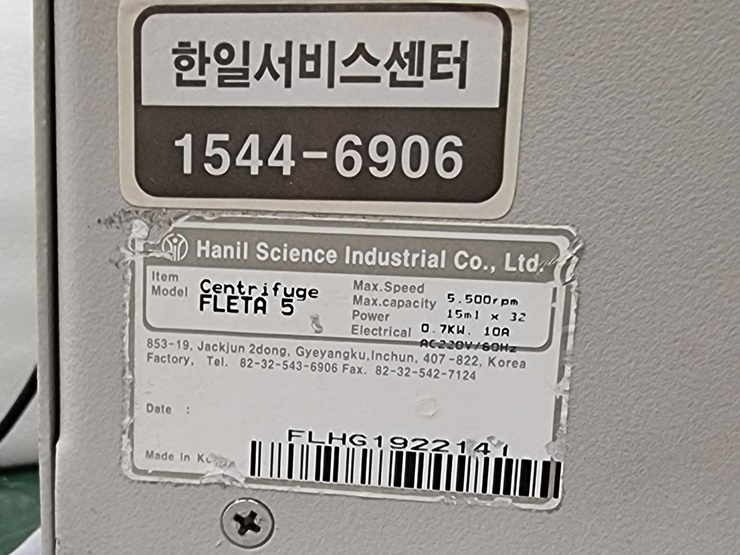 한일서비스센터
1544-6906
Hanil Science Industrial Co., Ltd.
Item Centrifuge
Model FLETA 5
Max.Speed 5.500rpm
Max.capacity 15ml x 32
Power 0.7KW. 10A
Electrical AC220V/60Hz
853-19, Jackjun 2dong, Gyeyangku,Inchun, 407-822, Korea
Factory, Tel. 82-32-543-6906 Fax. 82-32-542-7124
Date :
FLHG1922141
Made in